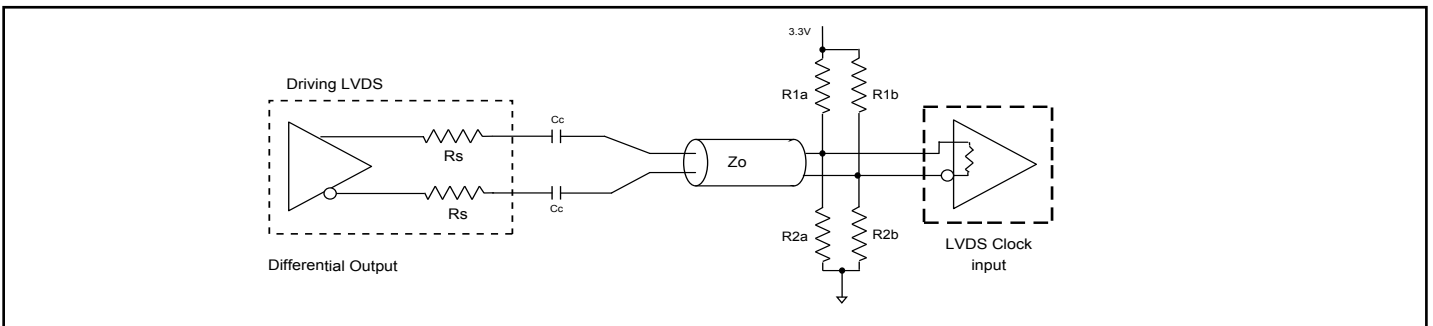 3.3V
Driving LVDS
R1a
R1b
Cc
Rs
Zo
Rs
Cc
R2a
R2b
LVDS Clock
input
Differential Output